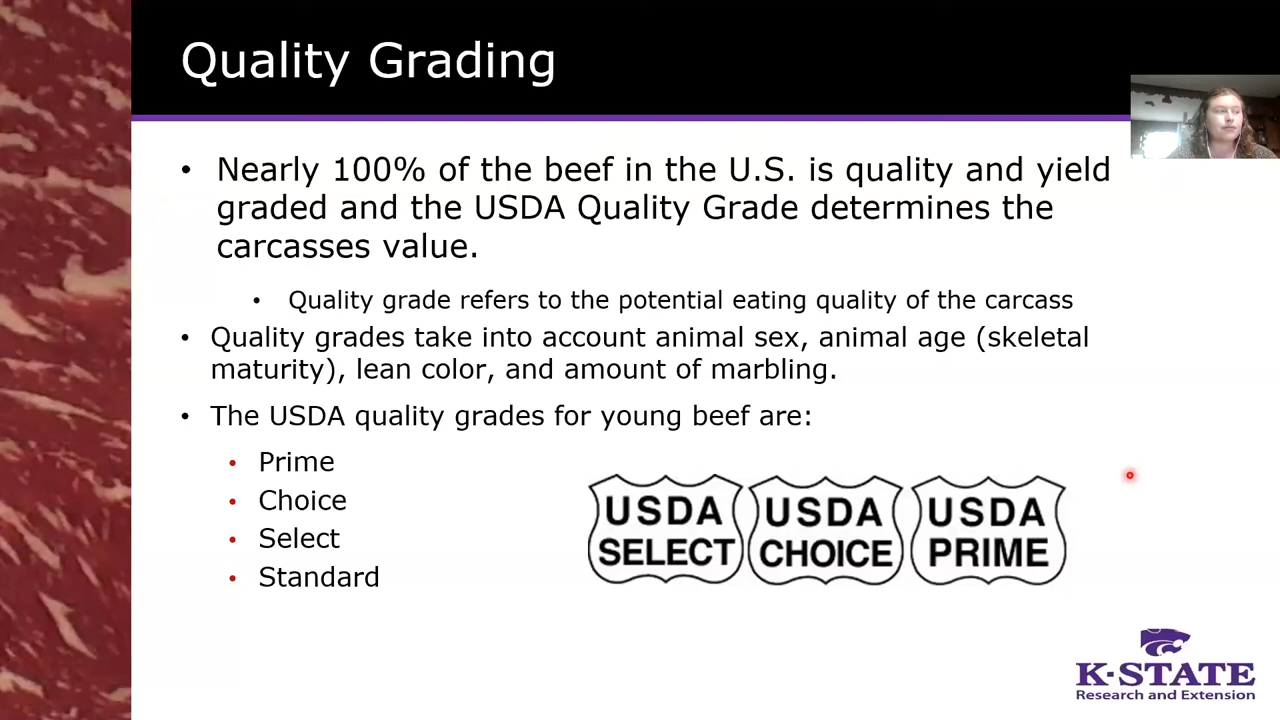 Quality Grading
• Nearly 100% of the beef in the U.S. is quality and yield
graded and the USDA Quality Grade determines the
carcasses value.
• Quality grade refers to the potential eating quality of the carcass
• Quality grades take into account animal sex, animal age (skeletal
maturity), lean color, and amount of marbling.
• The USDA quality grades for young beef are:
• Prime
• Choice
• Select
• Standard
USDA
SELECT
USDA
CHOICE
USDA
PRIME
K-STATE
Research and Extension